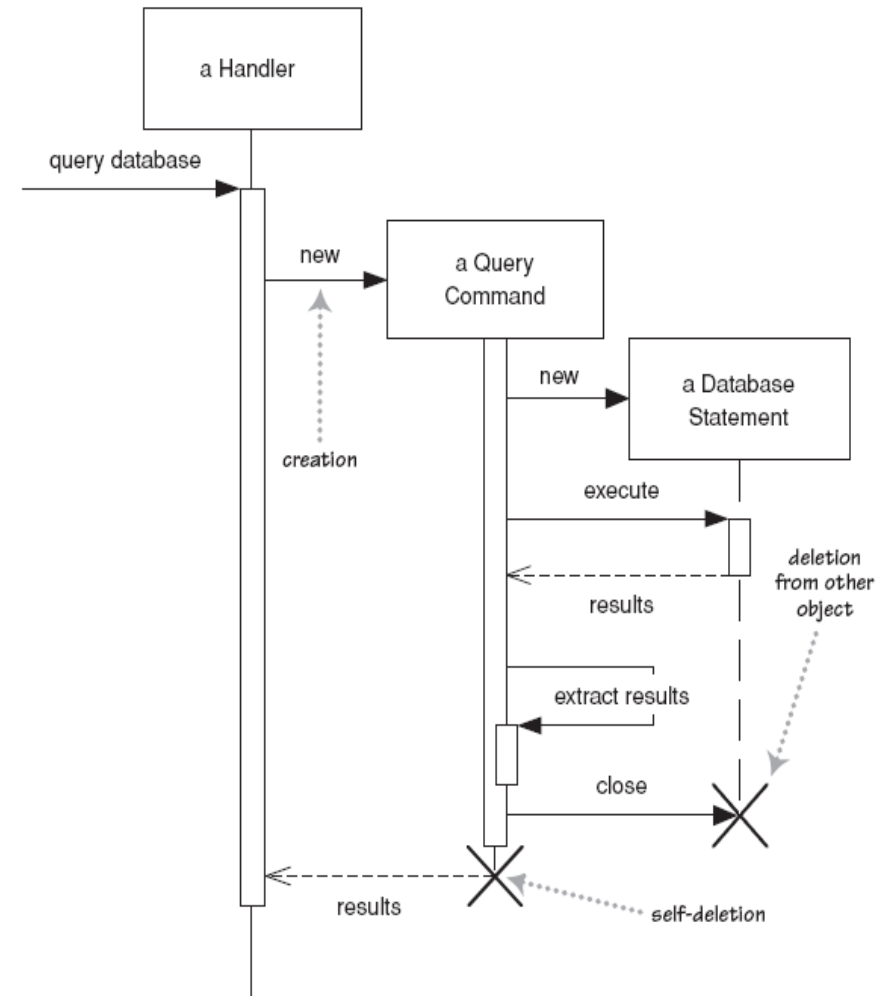 a Handler
query database
new
a Query
Command
new
a Database
Statement
creation
execute
deletion
from other
object
results
extract results
close
results
self-deletion